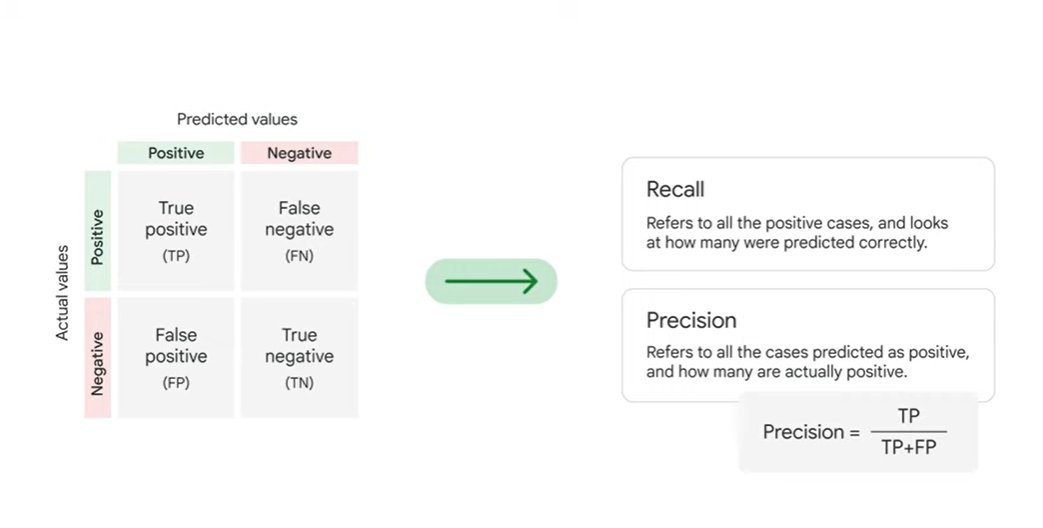 Predicted values
Positive
Negative
Actual values
Positive
True
positive
(TP)
False
negative
(FN)
Negative
False
positive
(FP)
True
negative
(TN)
Recall
Refers to all the positive cases, and looks
at how many were predicted correctly.
Precision
Refers to all the cases predicted as positive,
and how many are actually positive.
Precision =
TP
TP+FP